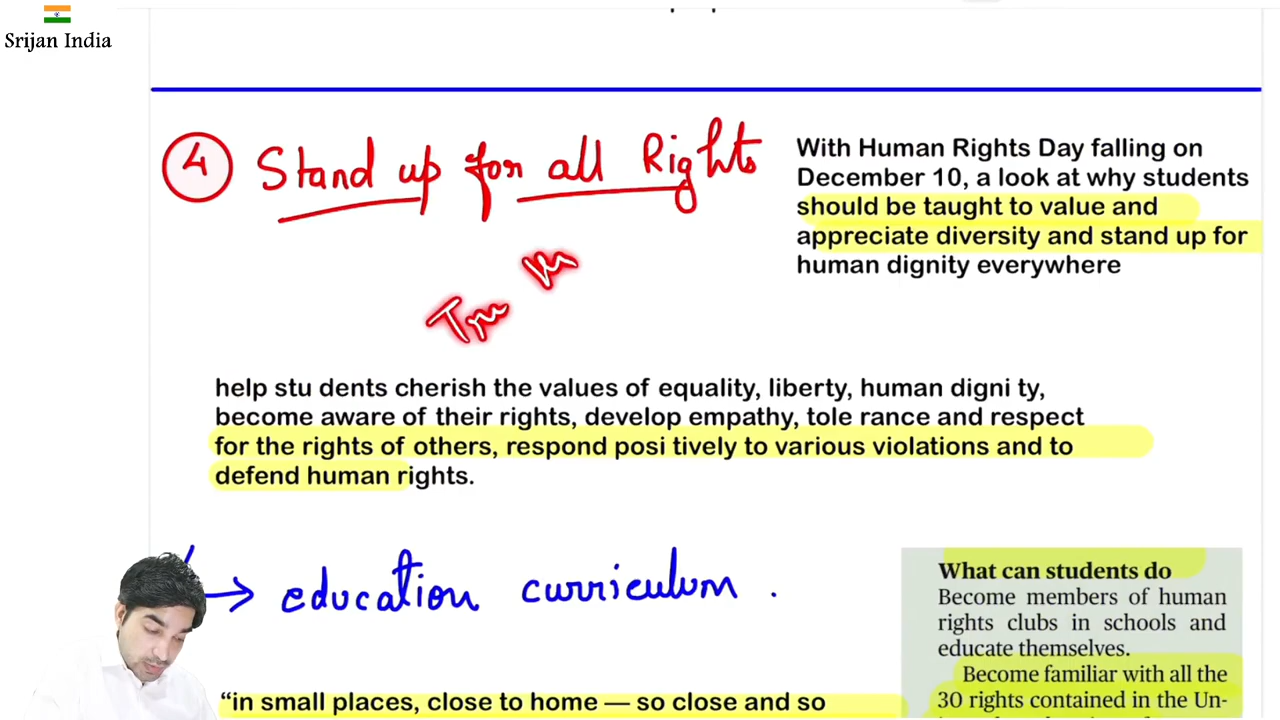 Srijan India
4 Stand up for all Rights
With Human Rights Day falling on
December 10, a look at why students
should be taught to value and
appreciate diversity and stand up for
human dignity everywhere
help stu dents cherish the values of equality, liberty, human digni ty,
become aware of their rights, develop empathy, tole rance and respect
for the rights of others, respond posi tively to various violations and to
defend human rights.
→ education curriculum .
What can students do
Become members of human
rights clubs in schools and
educate themselves.
Become familiar with all the
30 rights contained in the Un-
“in small places, close to home — so close and so